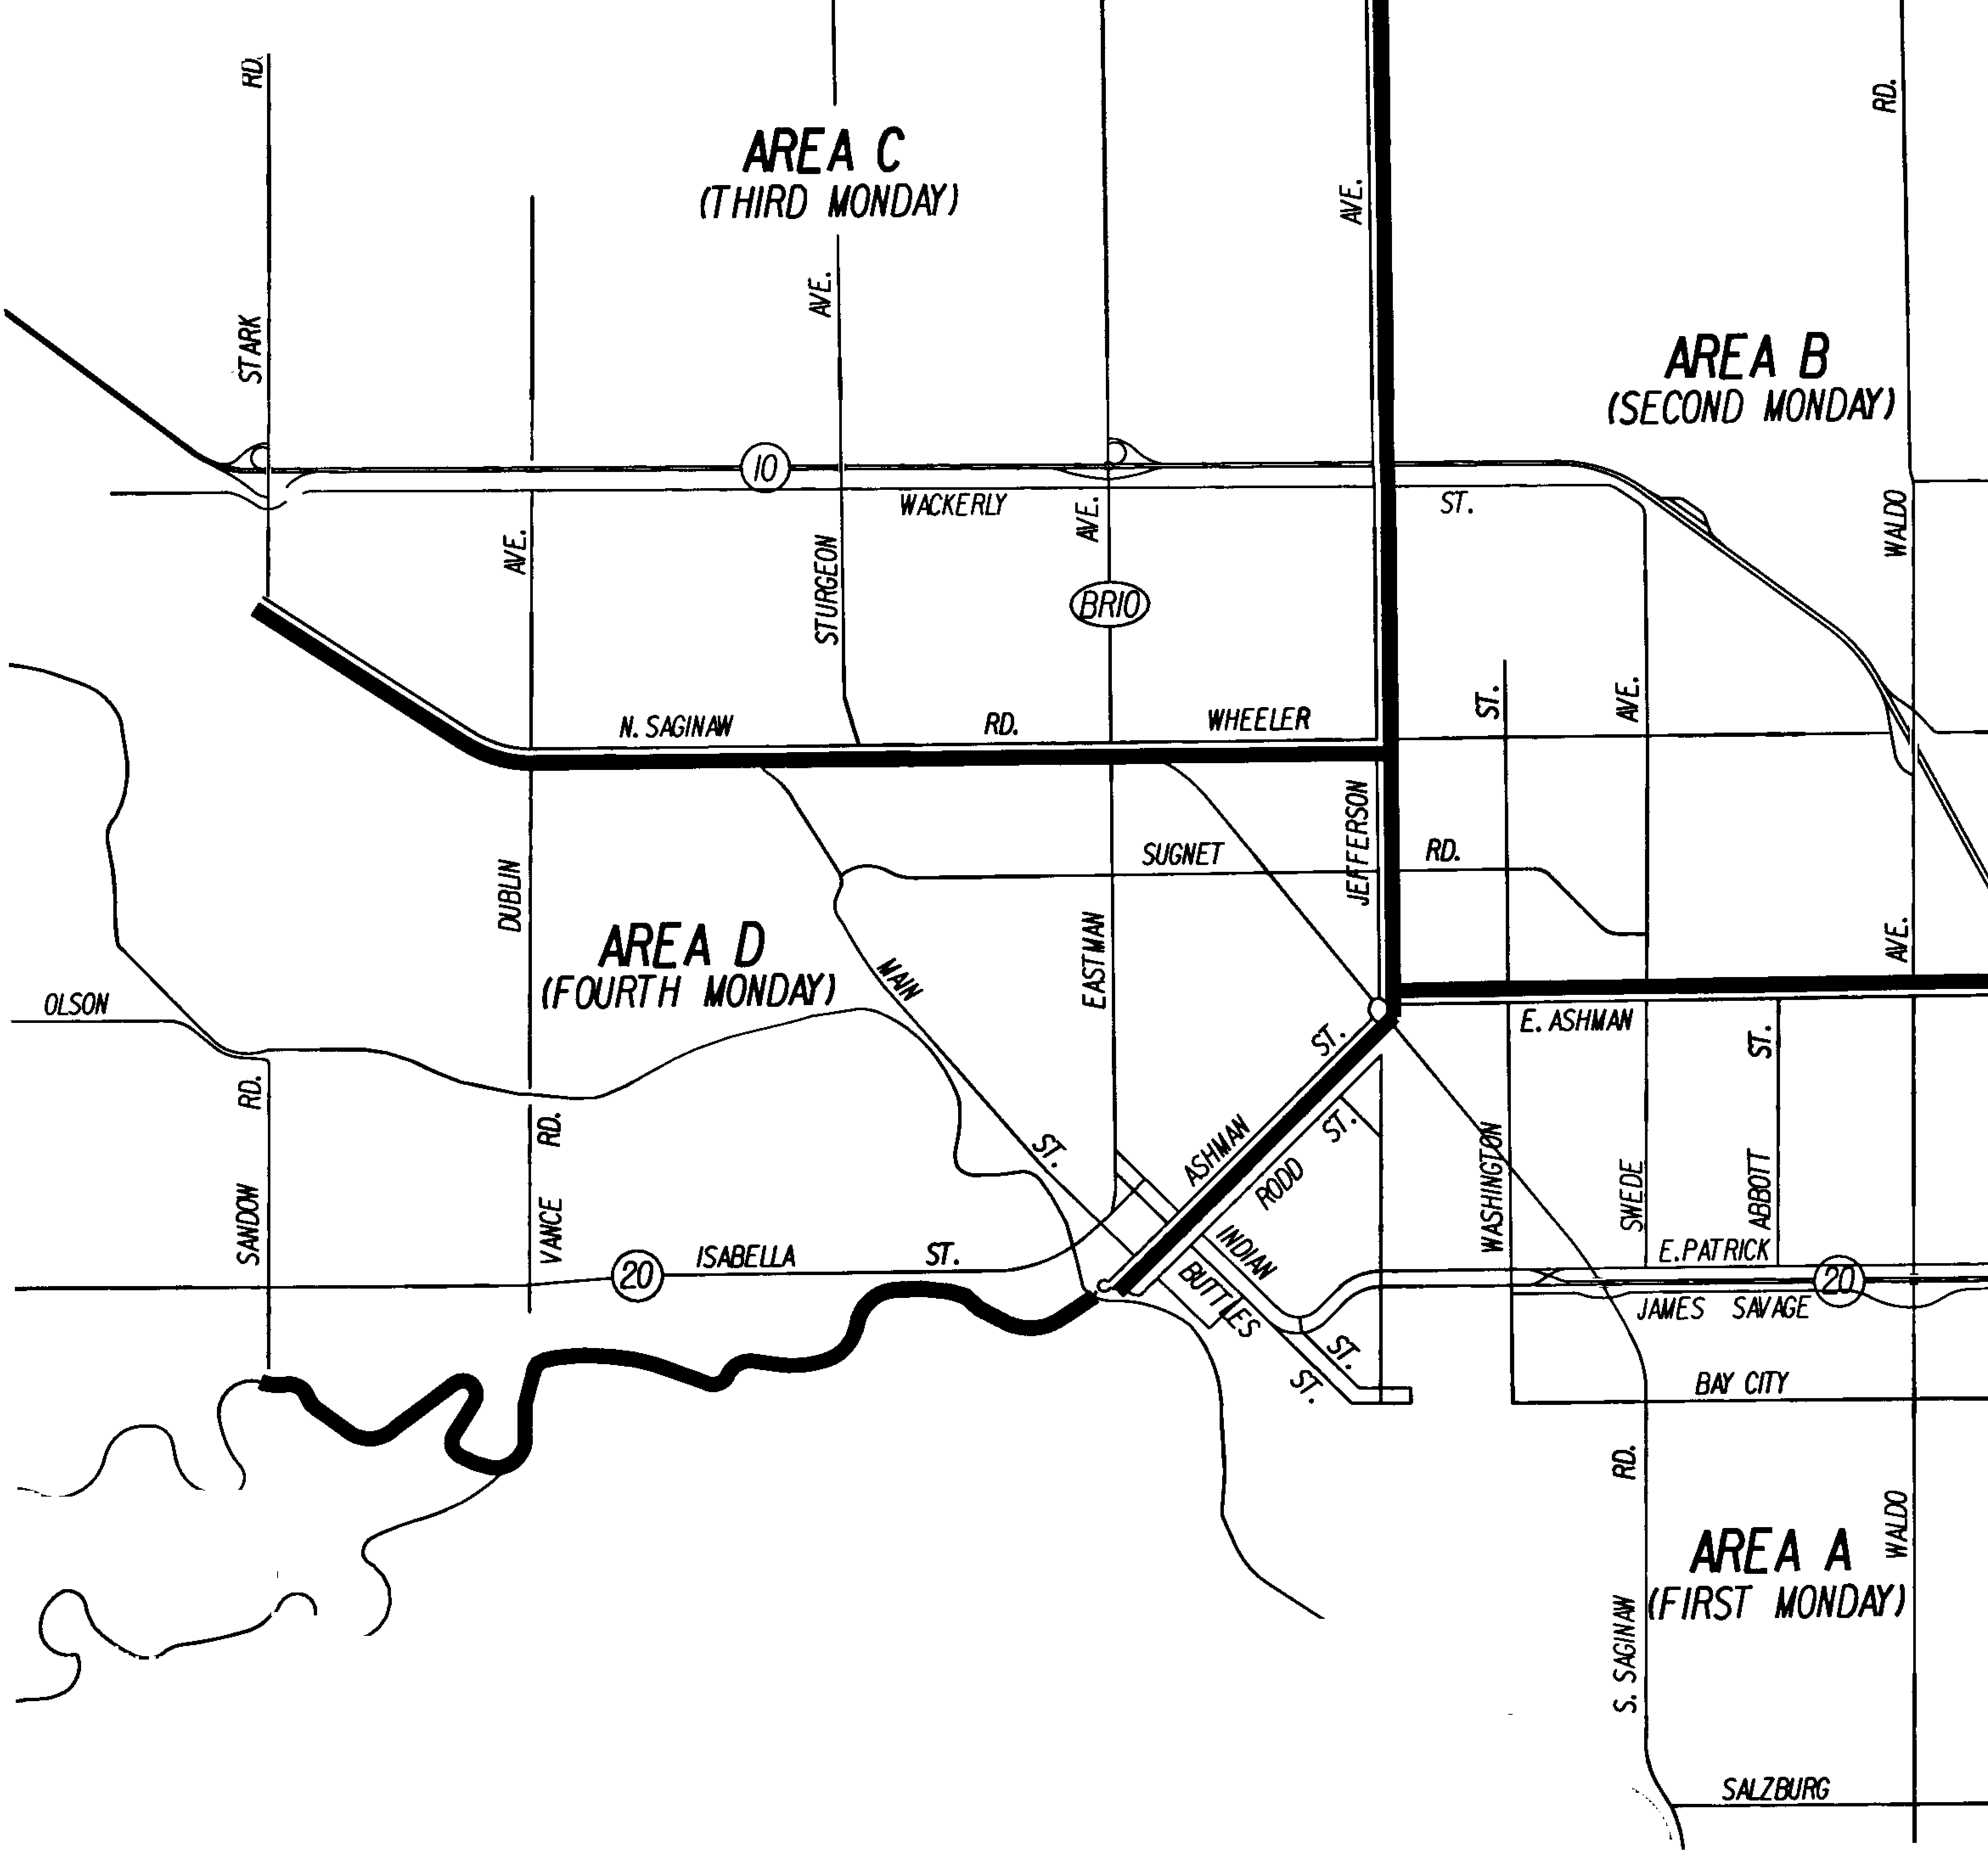 RD.
AREA C
(THIRD MONDAY)
RD.
AVE.
AVE.
STARK
AREA B
(SECOND MONDAY)
10
WACKERLY
AVE.
ST.
WALDO
AVE.
STURGEON
BR10
ST.
AVE.
N. SAGINAW
RD.
WHEELER
JEFFERSON
SUGNET
RD.
DUBLIN
AREA D
(FOURTH MONDAY)
MAIN
EASTMAN
AVE.
OLSON
E. ASHMAN
ST.
ST.
RD.
RD.
ST.
ASHMAN
ST.
RODD
WASHINGTON
SWEDE
ABBOTT
SANDOW
VANCE
ISABELLA
ST.
20
INDIAN
BUTTLES
E. PATRICK
20
JAMES SAVAGE
ST.
ST.
BAY CITY
RD.
WALDO
AREA A
(FIRST MONDAY)
S. SAGINAW
SALZBURG